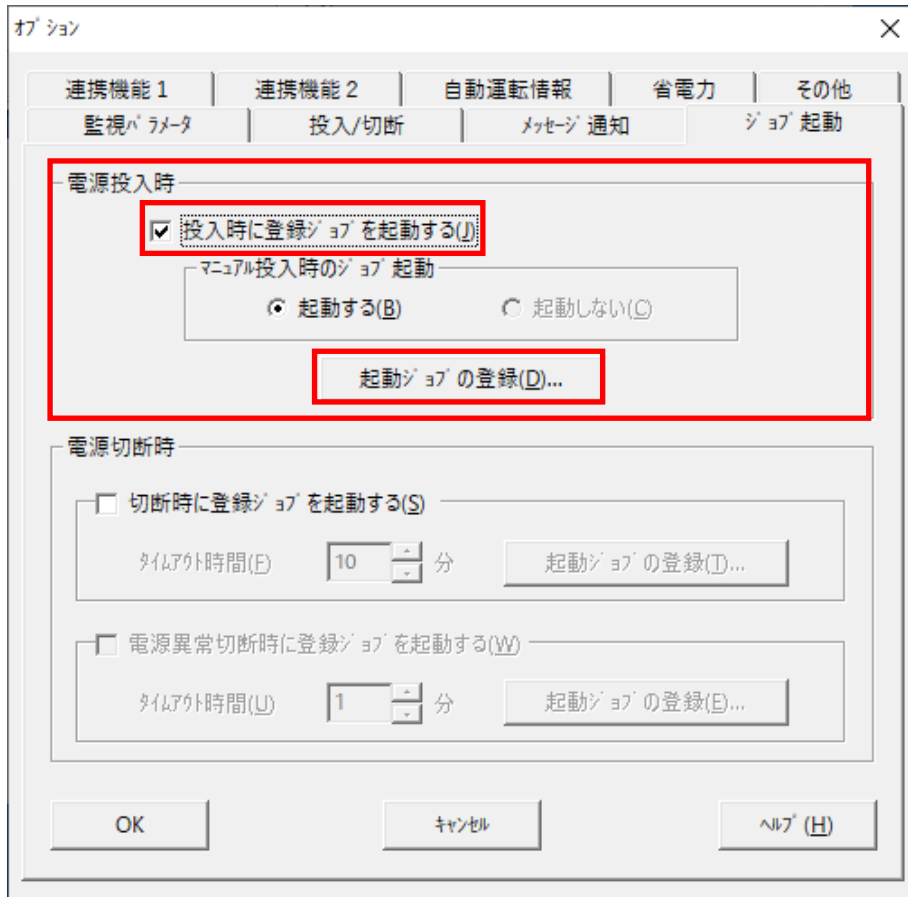 ｵﾌﾟｼｮﾝ
連携機能１ 連携機能２ 自動運転情報 省電力 その他
監視ﾊﾟﾗﾒｰﾀ 投入/切断 ﾒｯｾｰｼﾞ通知 ｼﾞｮﾌﾞ起動
電源投入時
投入時に登録ｼﾞｮﾌﾞを起動する(J)
ﾏﾆｭｱﾙ投入時のｼﾞｮﾌﾞ起動
起動する(B) 起動しない(C)
起動ｼﾞｮﾌﾞの登録(D)...
電源切断時
切断時に登録ｼﾞｮﾌﾞを起動する(S)
ﾀｲﾑｱｳﾄ時間(F) 10 分 起動ｼﾞｮﾌﾞの登録(T)...
電源異常切断時に登録ｼﾞｮﾌﾞを起動する(W)
ﾀｲﾑｱｳﾄ時間(U) 1 分 起動ｼﾞｮﾌﾞの登録(E)...
OK ｷｬﾝｾﾙ ﾍﾙﾌﾟ(H)